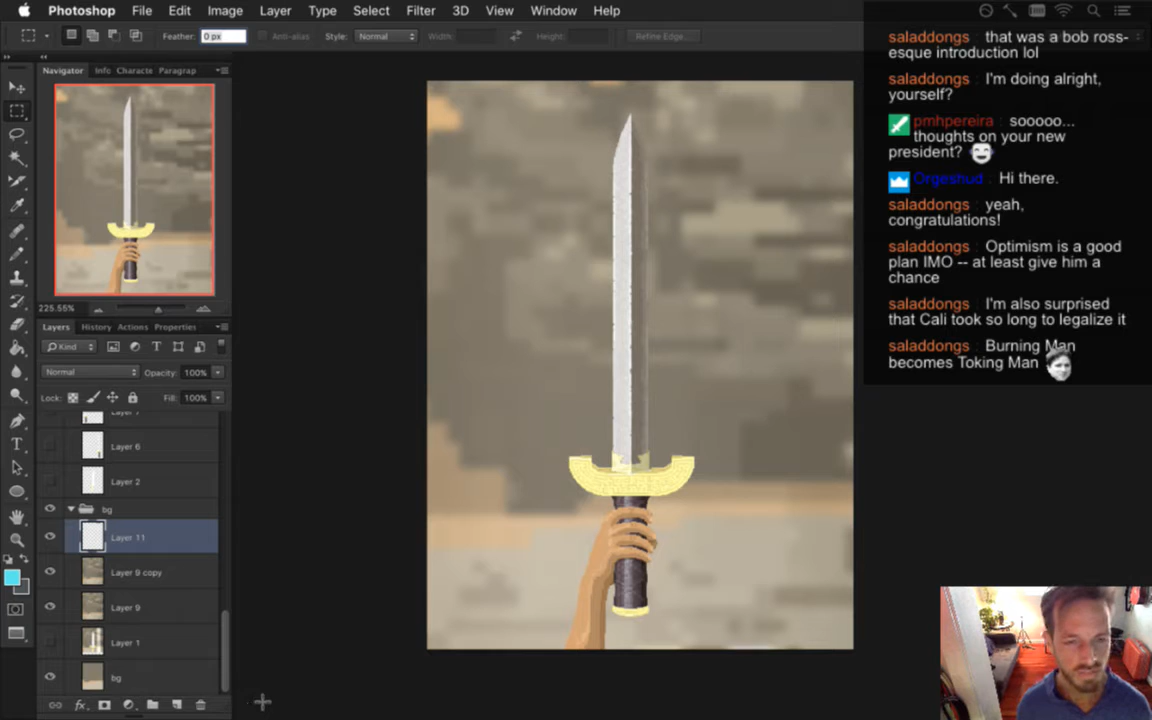 Photoshop File Edit Image Layer Type Select Filter 3D View Window Help
Feather: 0 px Anti-alias Style: Normal Width: Height: Refine Edge...
Navigator Info Characte Paragrap
225.55%
Layers History Actions Properties
Kind
Normal Opacity: 100%
Lock: Fill: 100%
Layer 7
Layer 6
Layer 2
bg
Layer 11
Layer 9 copy
Layer 9
Layer 1
bg
fx
saladdongs : that was a bob ross-
esque introduction lol
saladdongs : I'm doing alright,
yourself?
pmhpereira : sooooo...
thoughts on your new
president?
Orgeshud : Hi there.
saladdongs : yeah,
congratulations!
saladdongs : Optimism is a good
plan IMO -- at least give him a
chance
saladdongs : I'm also surprised
that Cali took so long to legalize it
saladdongs : Burning Man
becomes Toking Man